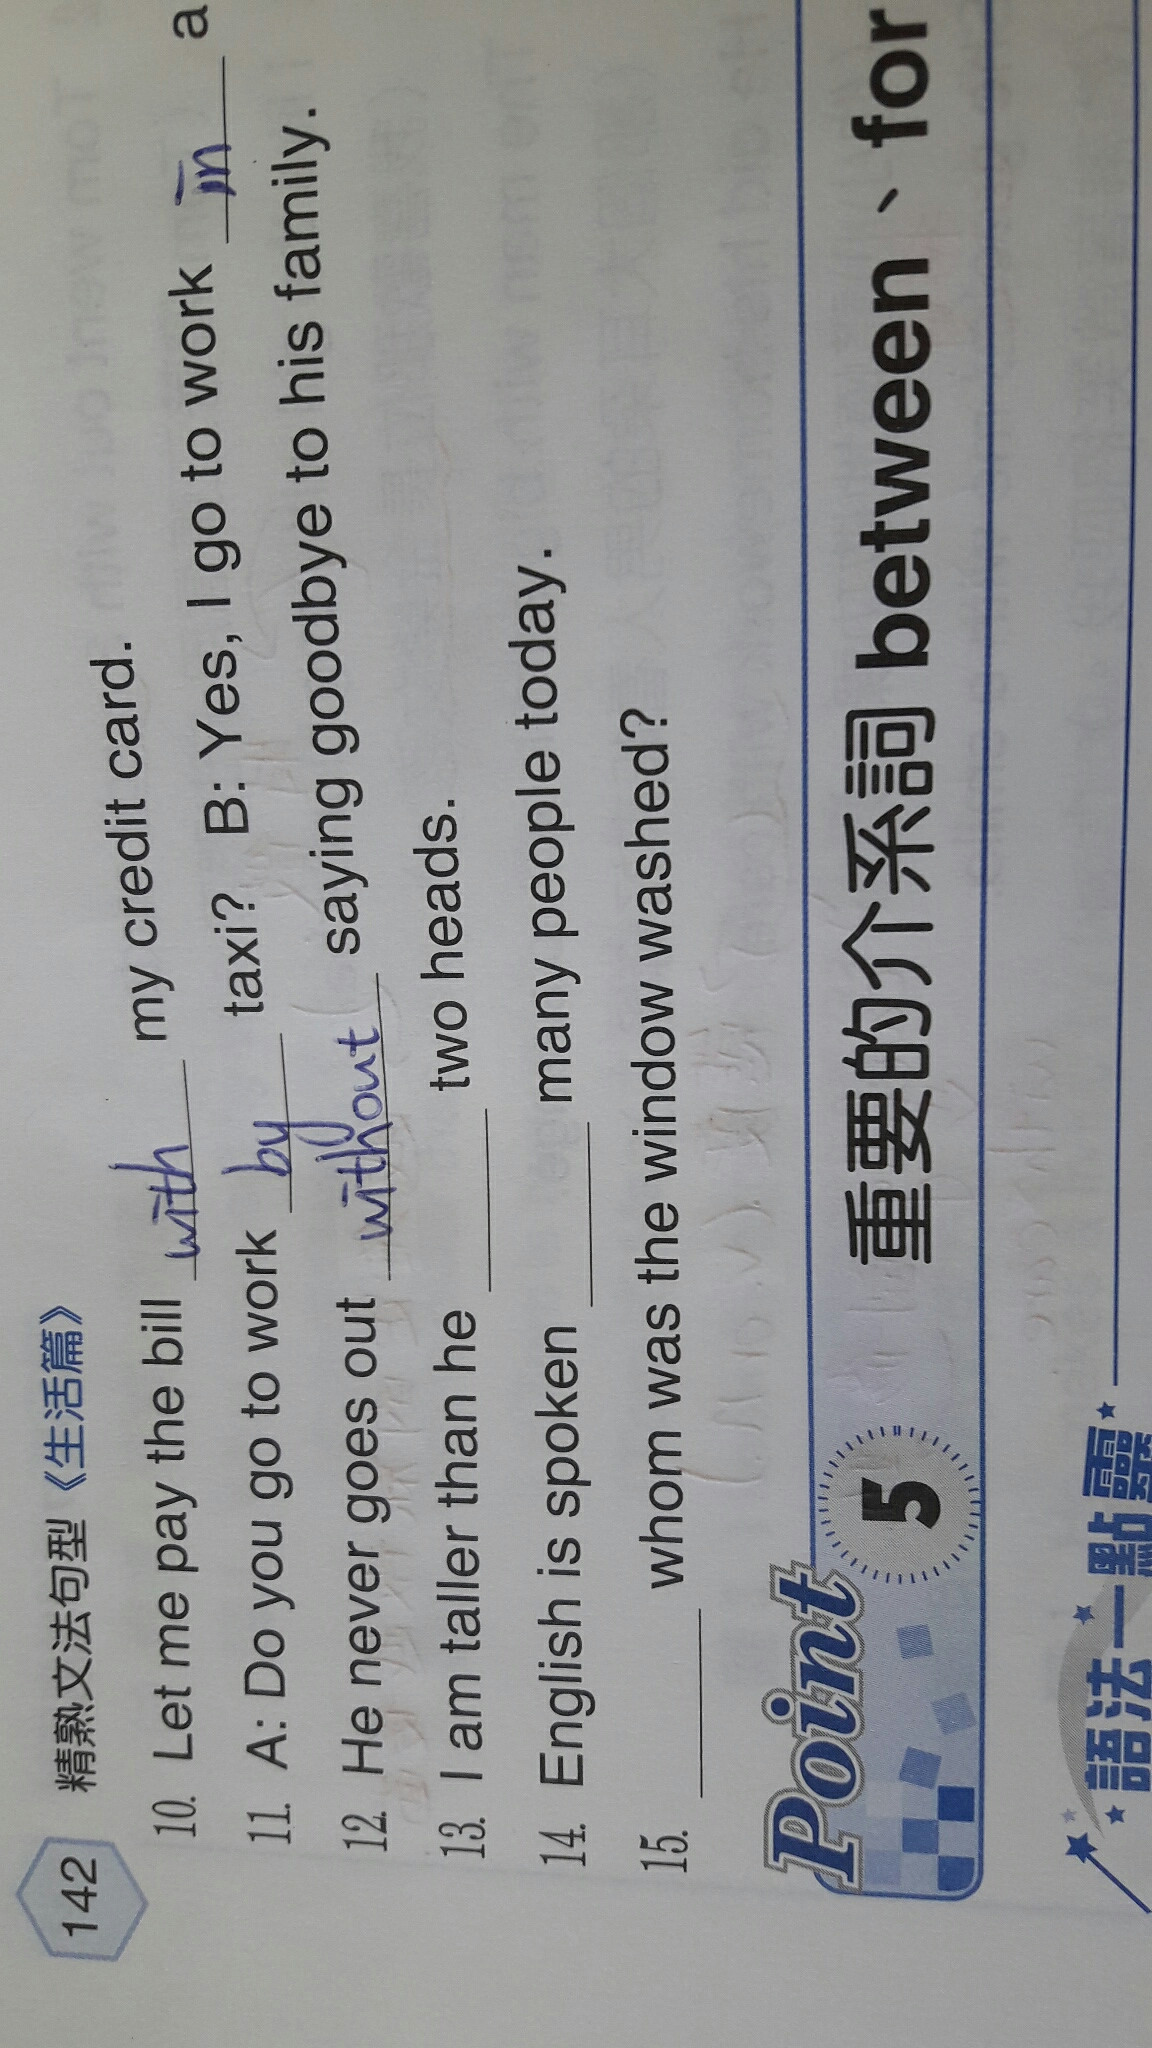 142 精熟文法句型《生活篇》
10. Let me pay the bill with my credit card.
11. A: Do you go to work by taxi? B: Yes, I go to work in a
12. He never goes out without saying goodbye to his family.
13. I am taller than he ______ two heads.
14. English is spoken ______ many people today.
15. ______ whom was the window washed?
Point 5 重要的介系詞 between、for
語法一點靈